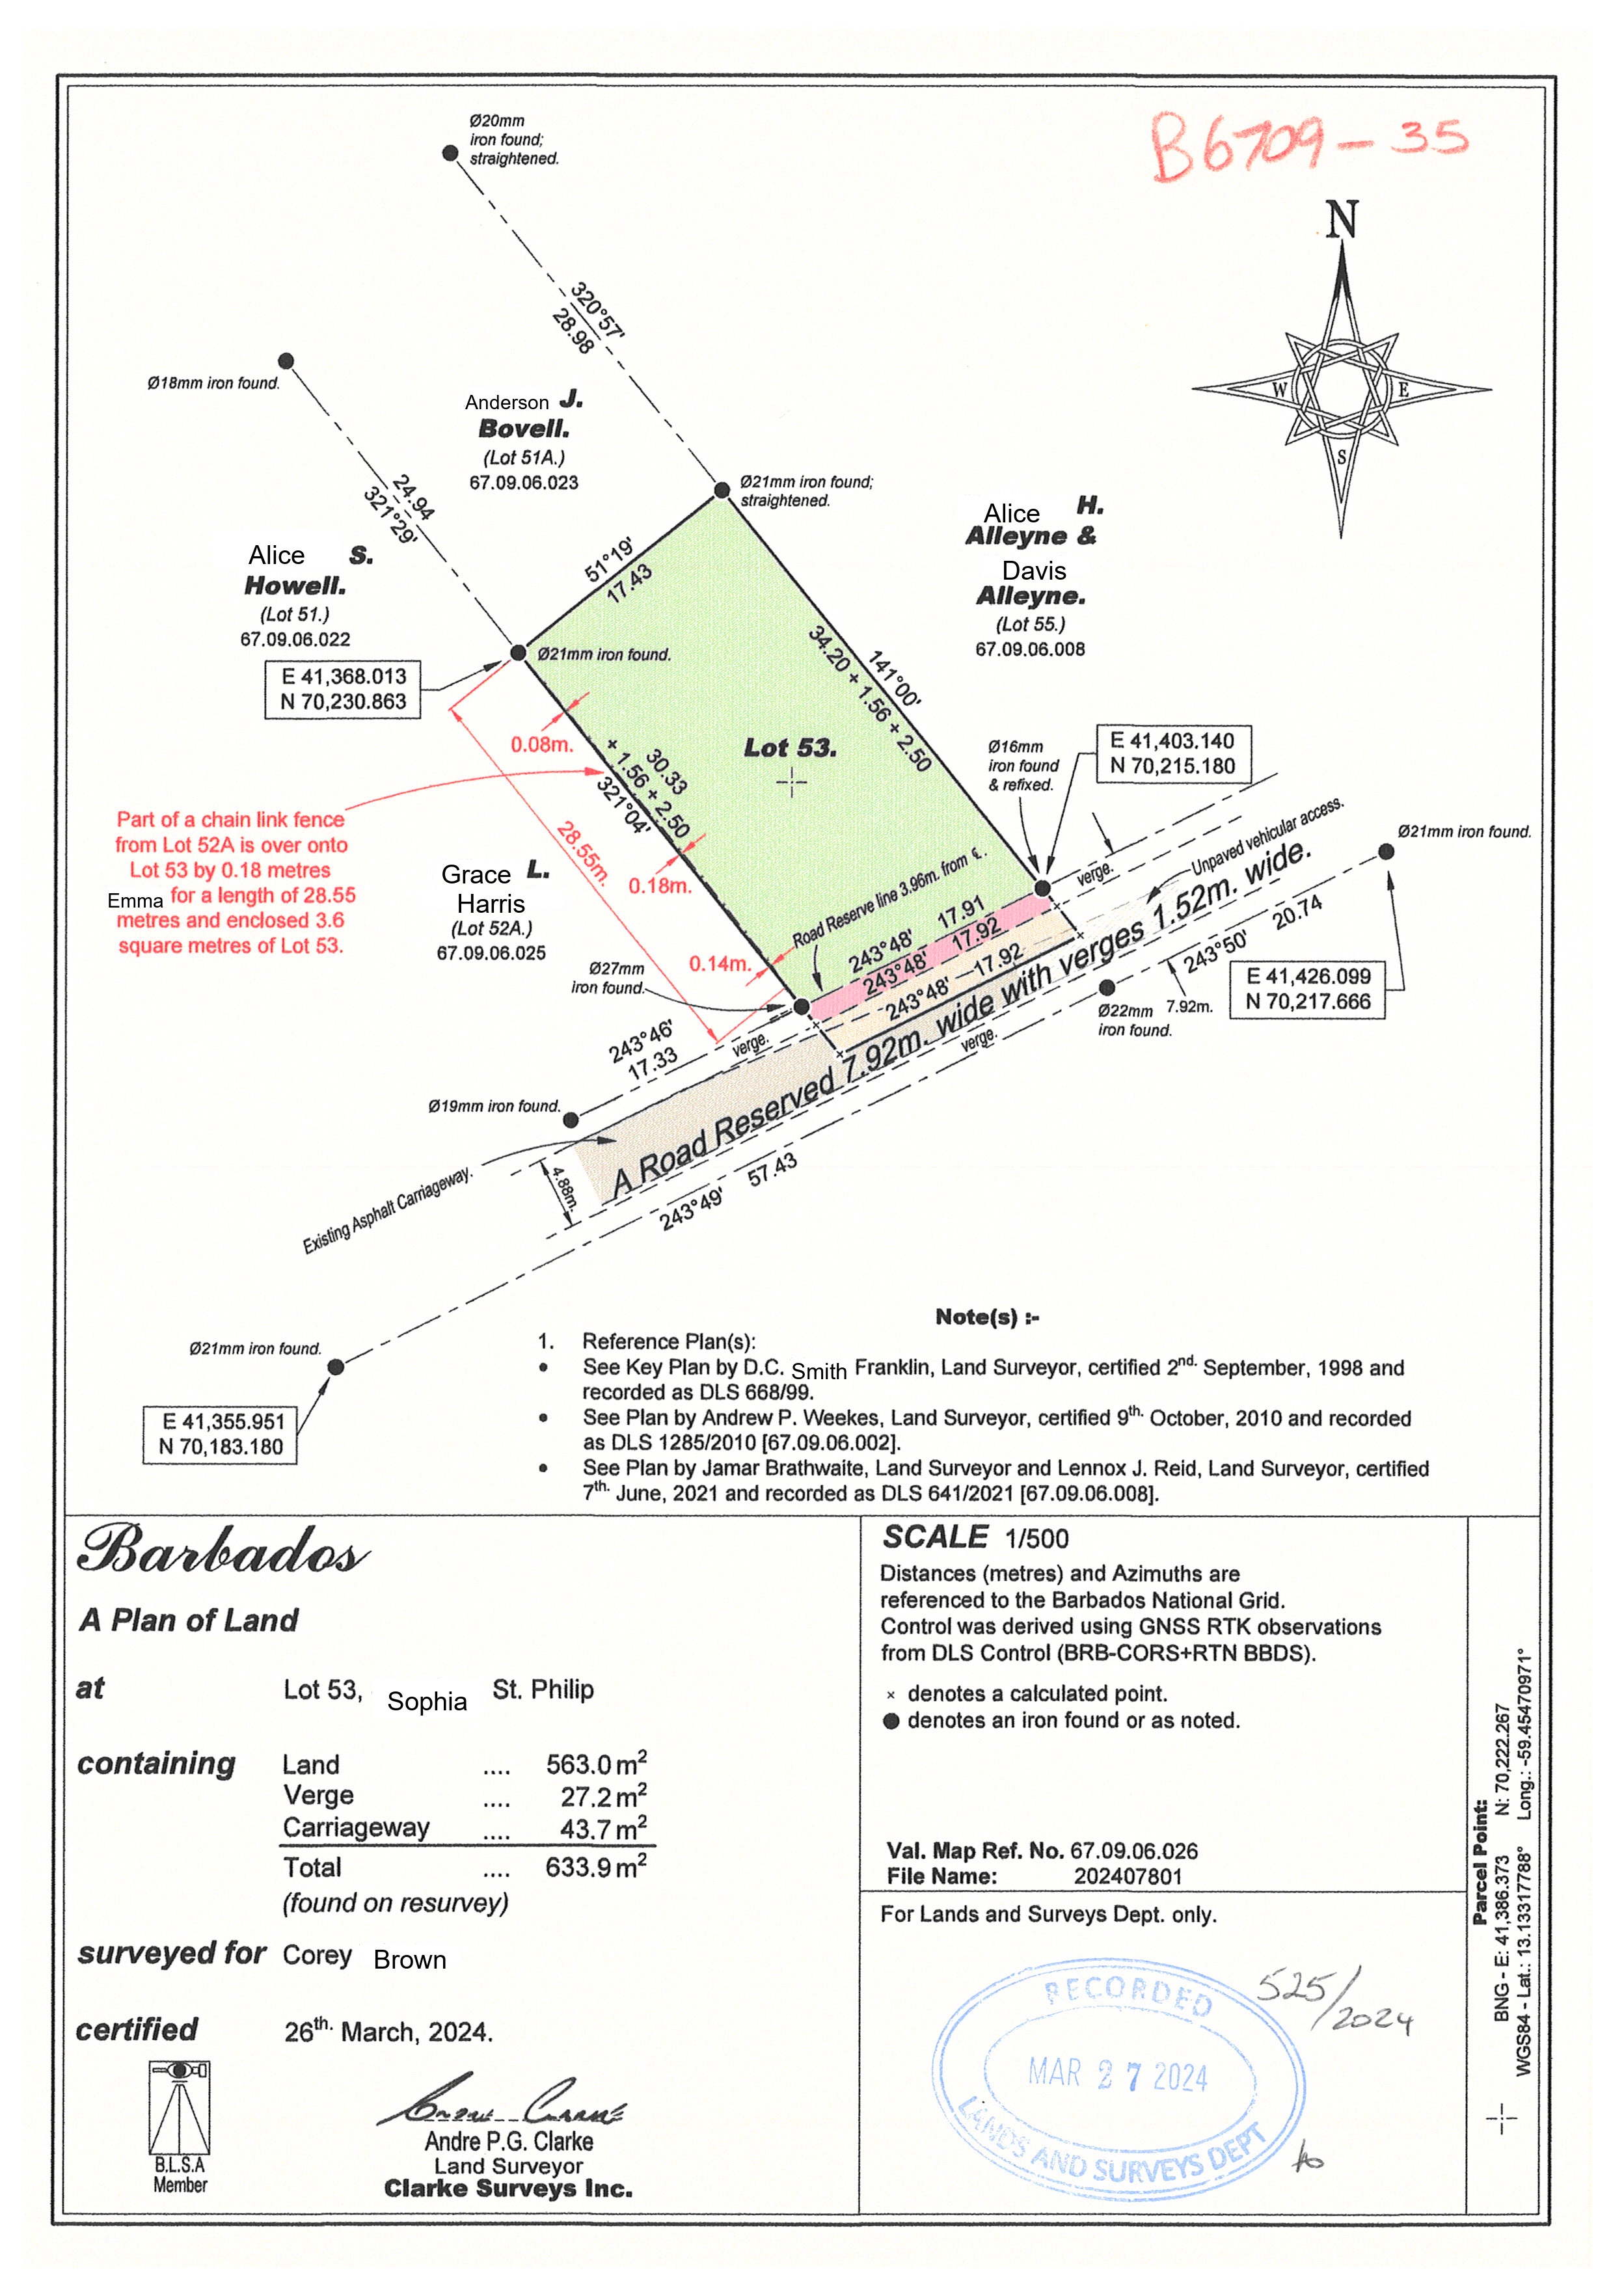 B6709-35
N
W
E
S
Ø20mm
iron found;
straightened.
320°57'
28.98
Ø18mm iron found.
Anderson J.
Bovell.
(Lot 51A.)
67.09.06.023
24.94
321°29'
Ø21mm iron found;
straightened.
Alice H.
Alleyne &
Davis
Alleyne.
(Lot 55.)
67.09.06.008
Alice S.
Howell.
(Lot 51.)
67.09.06.022
51°19'
17.43
Ø21mm iron found.
E 41,368.013
N 70,230.863
141°00'
34.20 + 1.56 + 2.50
0.08m.
Lot 53.
30.33
+ 1.56 + 2.50
321°04'
Ø16mm
iron found
& refixed.
E 41,403.140
N 70,215.180
Part of a chain link fence
from Lot 52A is over onto
Lot 53 by 0.18 metres
Emma for a length of 28.55
metres and enclosed 3.6
square metres of Lot 53.
28.55m.
0.18m.
0.14m.
Grace L.
Harris
(Lot 52A.)
67.09.06.025
Road Reserve line 3.96m. from ℄.
verge.
Unpaved vehicular access.
Ø21mm iron found.
243°48' 17.91
243°48' 17.92
243°48' 17.92
Ø27mm
iron found.
243°50' 20.74
E 41,426.099
N 70,217.666
Ø22mm
iron found.
7.92m.
243°46'
17.33
verge.
verge.
A Road Reserved 7.92m. wide with verges 1.52m. wide.
Ø19mm iron found.
Existing Asphalt Carriageway.
4.88m.
243°49' 57.43
Ø21mm iron found.
E 41,355.951
N 70,183.180
Note(s) :-
1. Reference Plan(s):
• See Key Plan by D.C. Smith Franklin, Land Surveyor, certified 2nd. September, 1998 and
recorded as DLS 668/99.
• See Plan by Andrew P. Weekes, Land Surveyor, certified 9th. October, 2010 and recorded
as DLS 1285/2010 [67.09.06.002].
• See Plan by Jamar Brathwaite, Land Surveyor and Lennox J. Reid, Land Surveyor, certified
7th. June, 2021 and recorded as DLS 641/2021 [67.09.06.008].
Barbados
A Plan of Land
at Lot 53, Sophia St. Philip
containing Land .... 563.0 m²
Verge .... 27.2 m²
Carriageway .... 43.7 m²
Total .... 633.9 m²
(found on resurvey)
surveyed for Corey Brown
certified 26th. March, 2024.
B.L.S.A
Member
Andre P.G. Clarke
Land Surveyor
Clarke Surveys Inc.
SCALE 1/500
Distances (metres) and Azimuths are
referenced to the Barbados National Grid.
Control was derived using GNSS RTK observations
from DLS Control (BRB-CORS+RTN BBDS).
× denotes a calculated point.
● denotes an iron found or as noted.
Val. Map Ref. No. 67.09.06.026
File Name: 202407801
For Lands and Surveys Dept. only.
RECORDED
MAR 27 2024
LANDS AND SURVEYS DEPT
525/2024
Parcel Point:
BNG - E: 41,386.373 N: 70,222.267
WGS84 - Lat.: 13.13317788° Long.: -59.45470971°